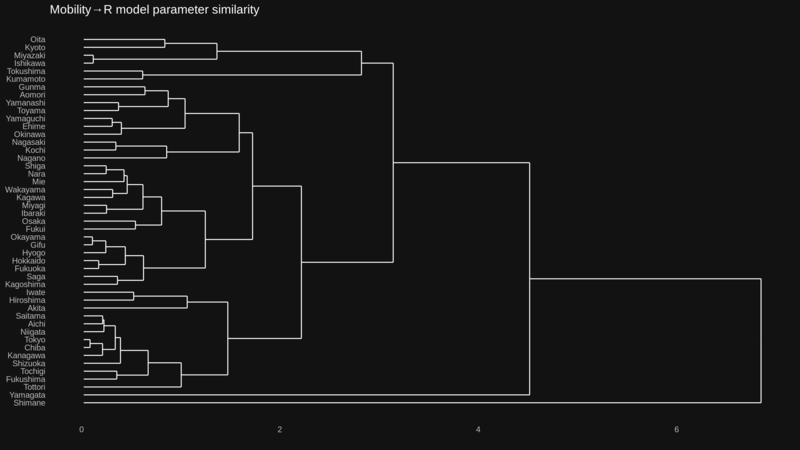 Mobility→R model parameter similarity
Oita
Kyoto
Miyazaki
Ishikawa
Tokushima
Kumamoto
Gunma
Aomori
Yamanashi
Toyama
Yamaguchi
Ehime
Okinawa
Nagasaki
Kochi
Nagano
Shiga
Nara
Mie
Wakayama
Kagawa
Miyagi
Ibaraki
Osaka
Fukui
Okayama
Gifu
Hyogo
Hokkaido
Fukuoka
Saga
Kagoshima
Iwate
Hiroshima
Akita
Saitama
Aichi
Niigata
Tokyo
Chiba
Kanagawa
Shizuoka
Tochigi
Fukushima
Tottori
Yamagata
Shimane
0 2 4 6